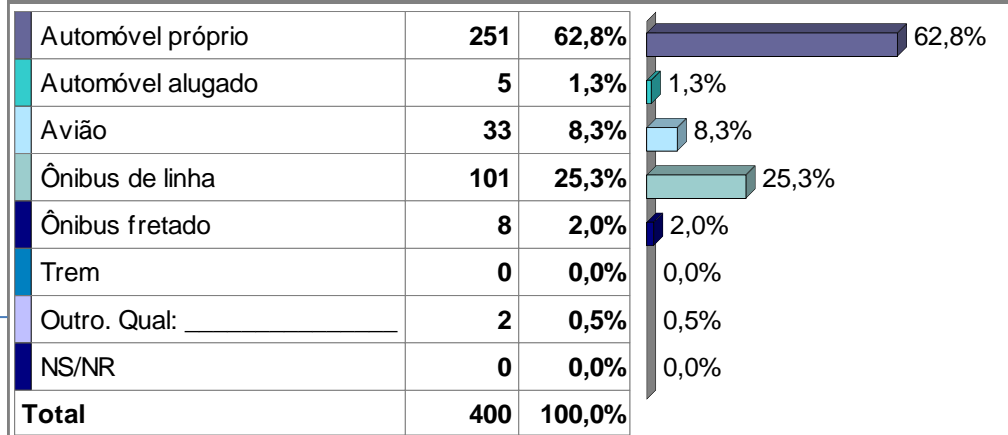 Automóvel próprio 251 62,8% 62,8%
Automóvel alugado 5 1,3% 1,3%
Avião 33 8,3% 8,3%
Ônibus de linha 101 25,3% 25,3%
Ônibus fretado 8 2,0% 2,0%
Trem 0 0,0% 0,0%
Outro. Qual: _______________ 2 0,5% 0,5%
NS/NR 0 0,0% 0,0%
Total 400 100,0%